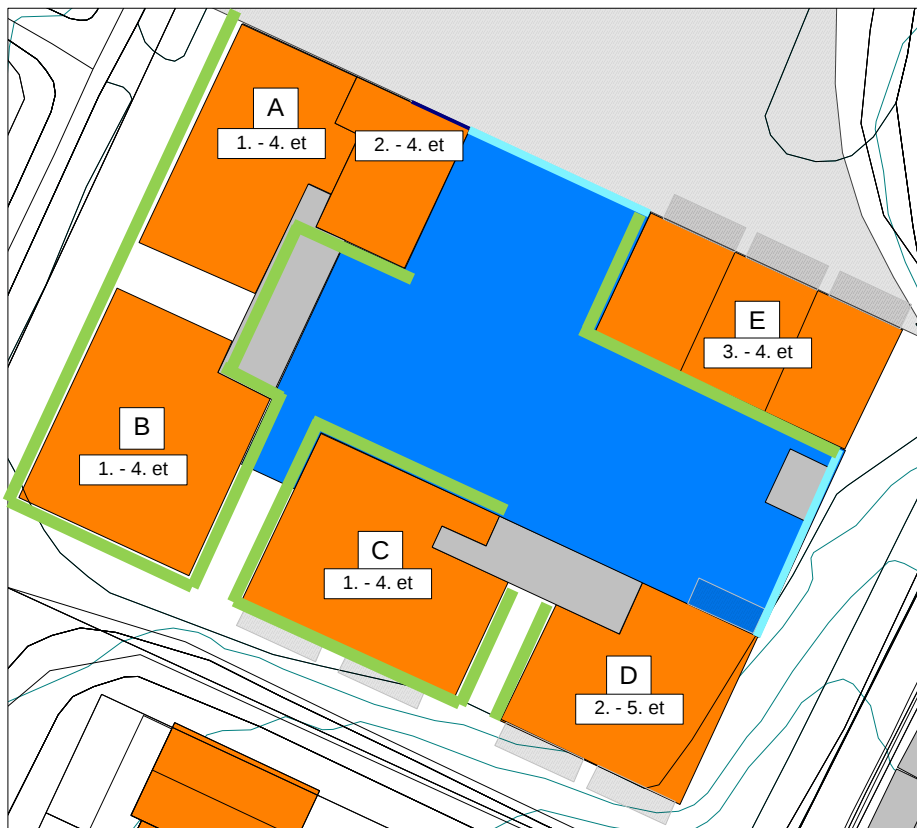 A
1. - 4. et
2. - 4. et
E
3. - 4. et
B
1. - 4. et
C
1. - 4. et
D
2. - 5. et